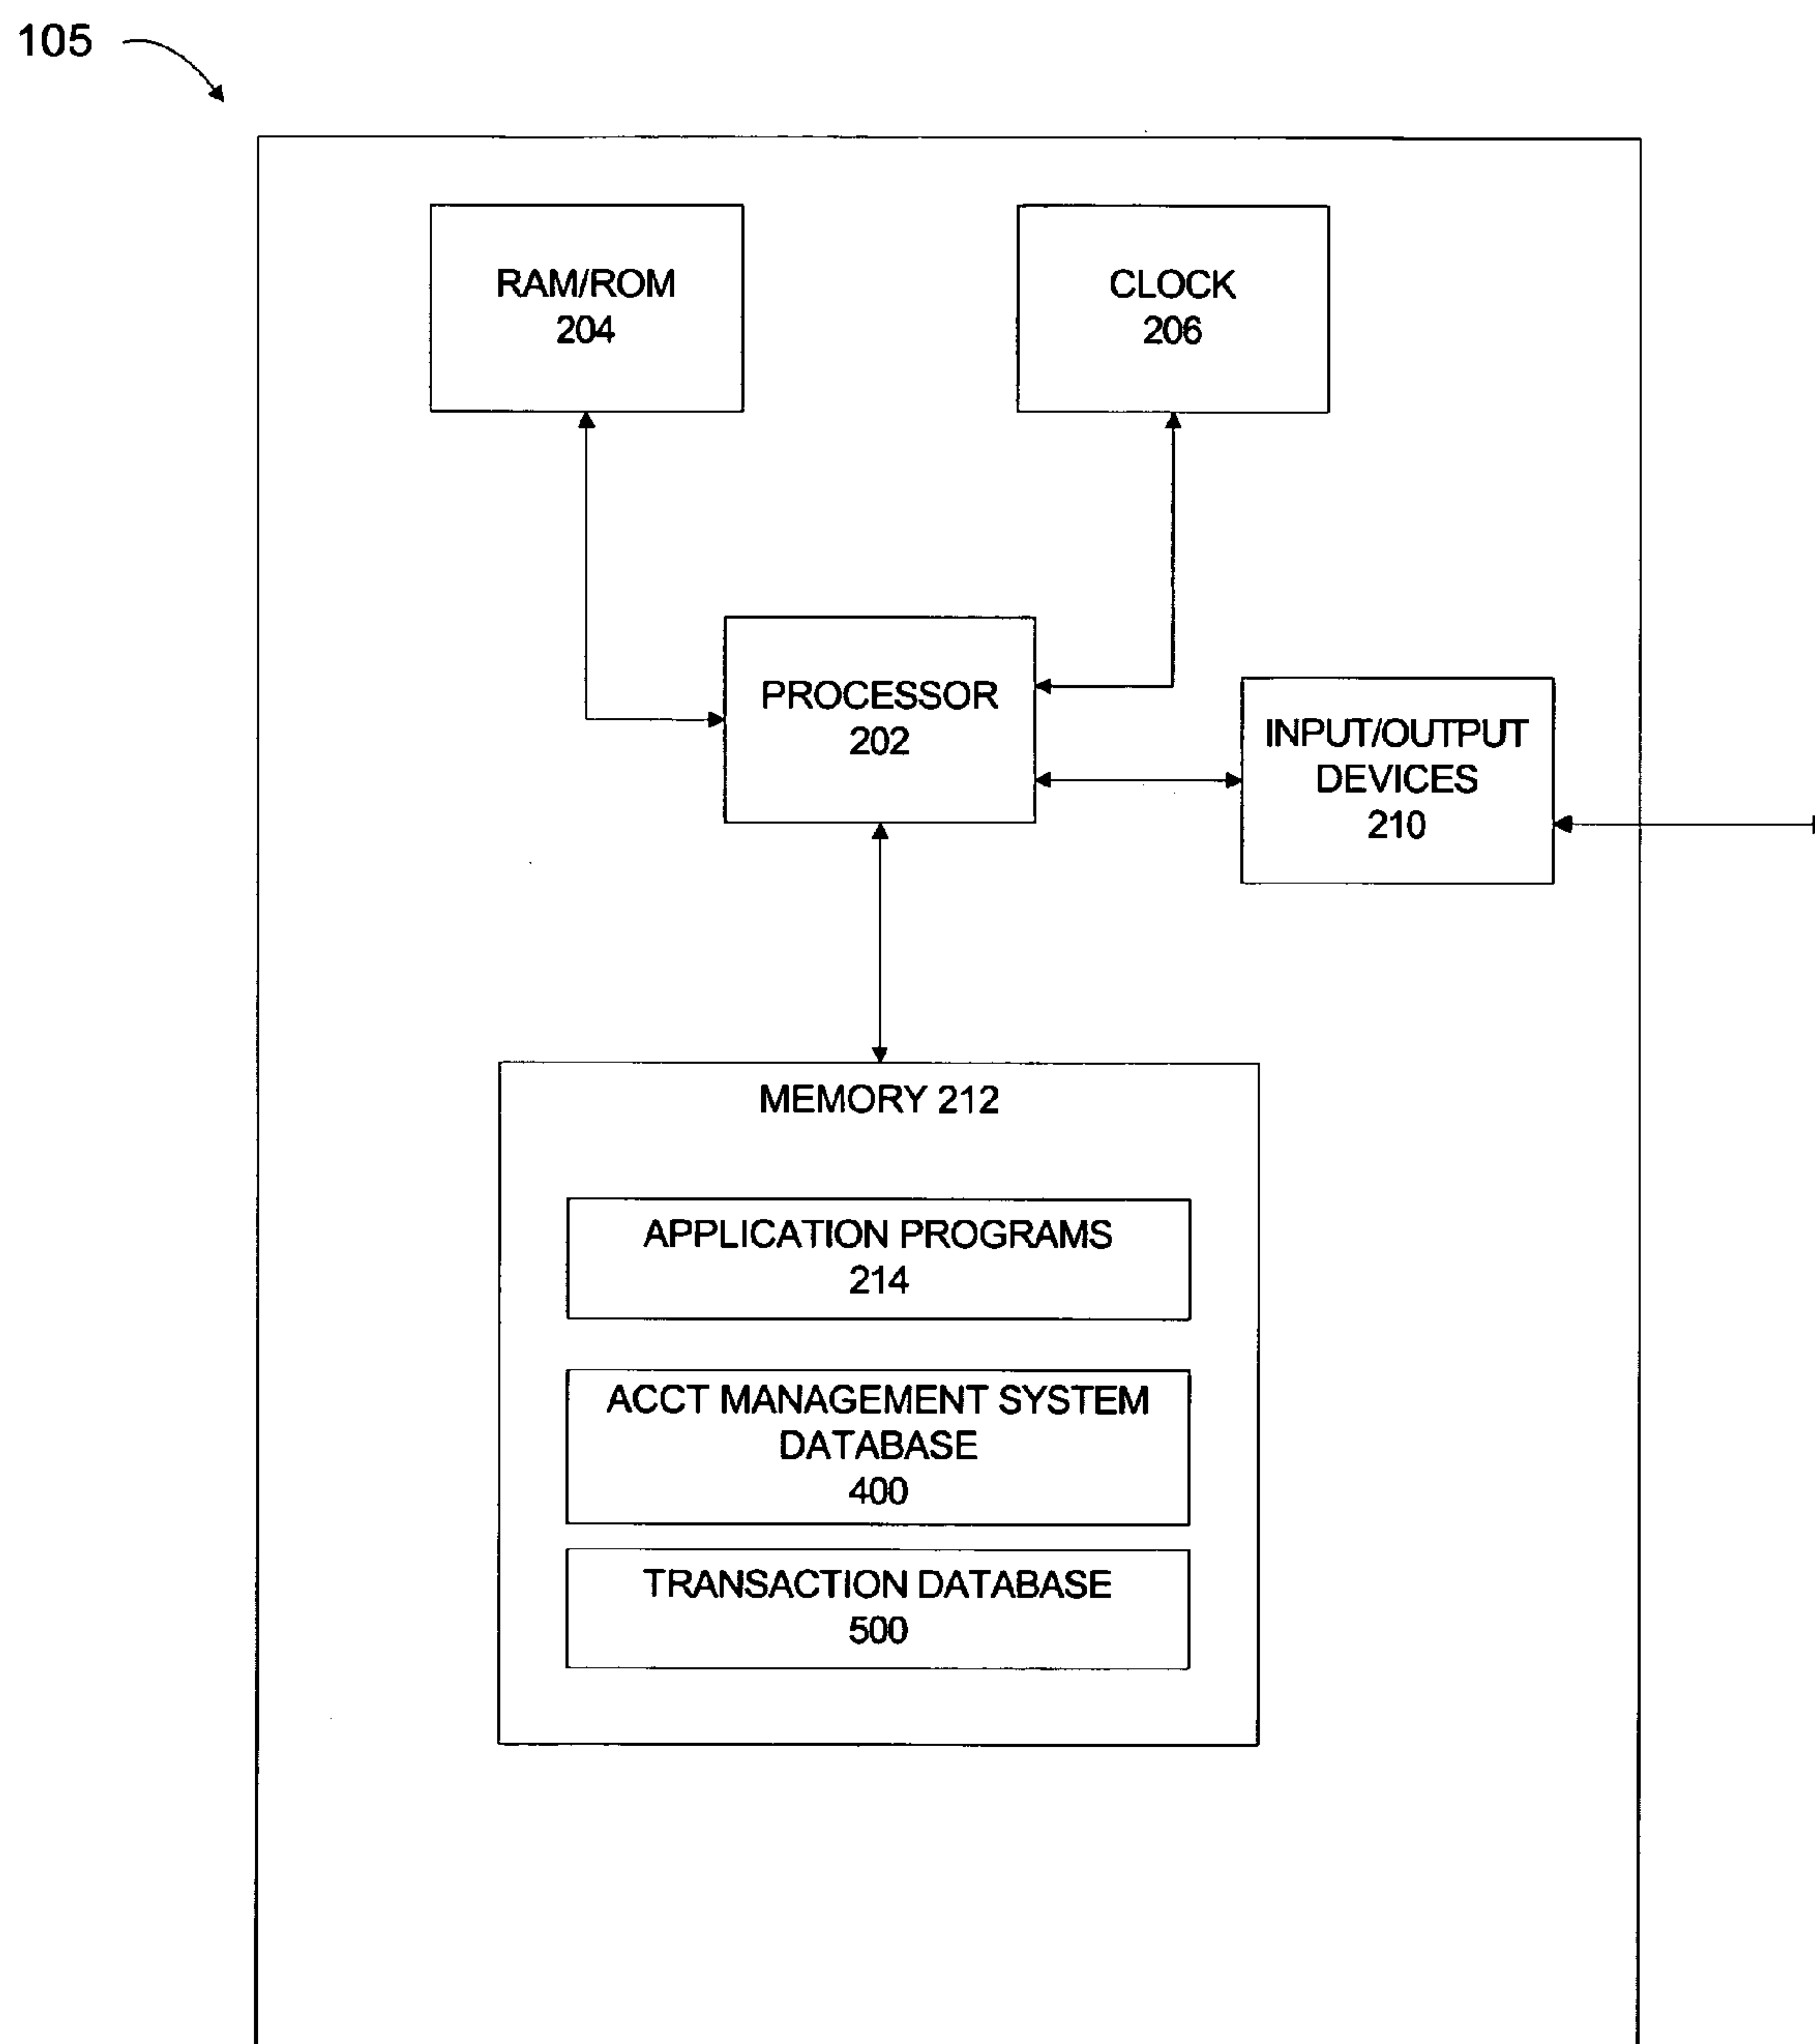 105
RAM/ROM
204
CLOCK
206
PROCESSOR
202
INPUT/OUTPUT
DEVICES
210
MEMORY 212
APPLICATION PROGRAMS
214
ACCT MANAGEMENT SYSTEM
DATABASE
400
TRANSACTION DATABASE
500